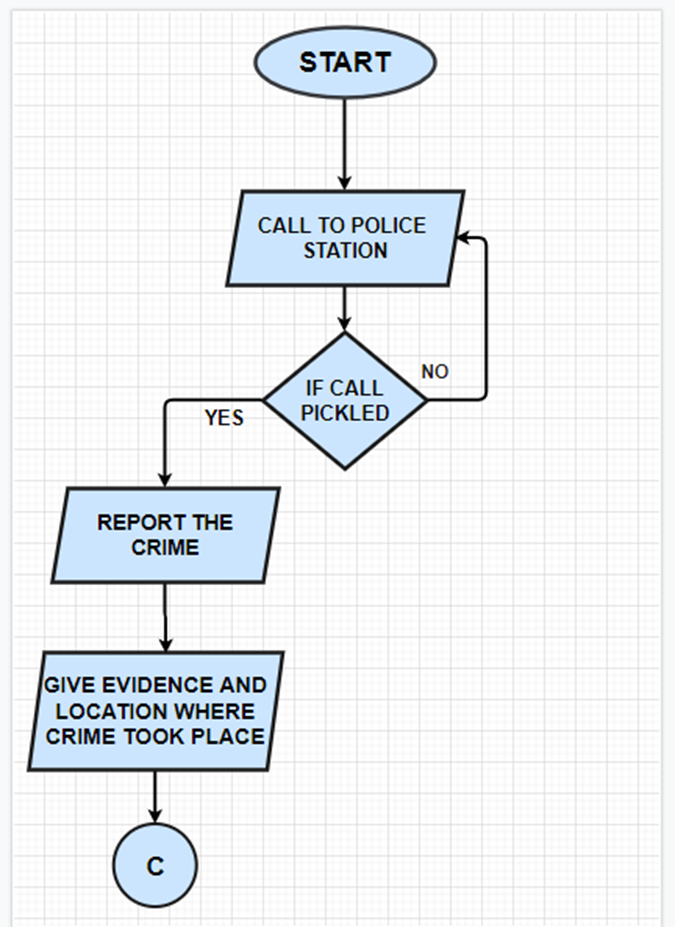 START
CALL TO POLICE
STATION
IF CALL
PICKLED
NO
YES
REPORT THE
CRIME
GIVE EVIDENCE AND
LOCATION WHERE
CRIME TOOK PLACE
C